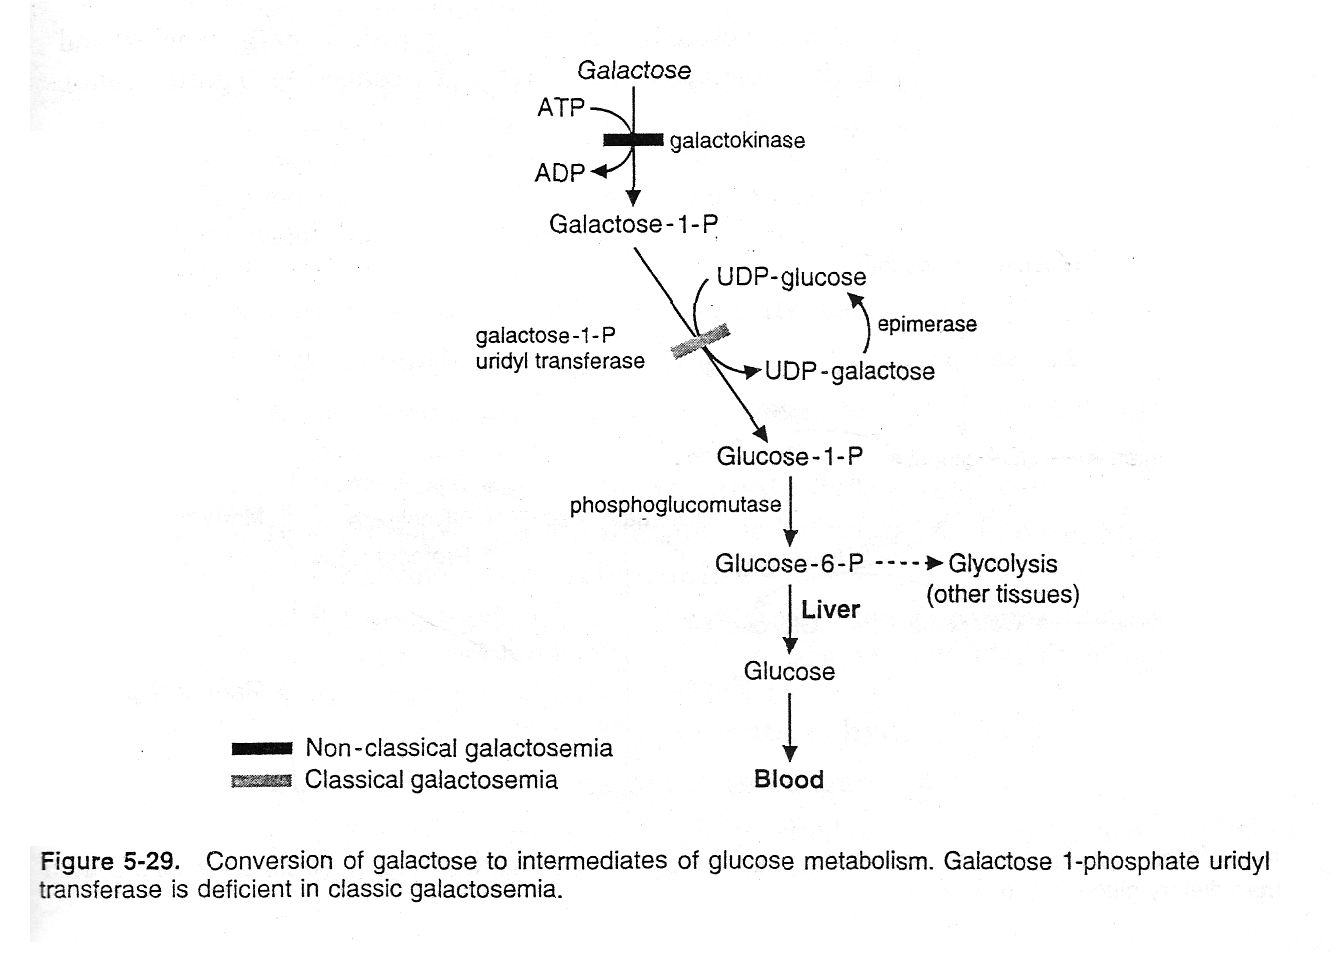 Galactose
ATP
galactokinase
ADP
Galactose-1-P
UDP-glucose
epimerase
galactose-1-P
uridyl transferase
UDP-galactose
Glucose-1-P
phosphoglucomutase
Glucose-6-P
Glycolysis
(other tissues)
Liver
Glucose
Blood
Non-classical galactosemia
Classical galactosemia
Figure 5-29. Conversion of galactose to intermediates of glucose metabolism. Galactose 1-phosphate uridyl
transferase is deficient in classic galactosemia.